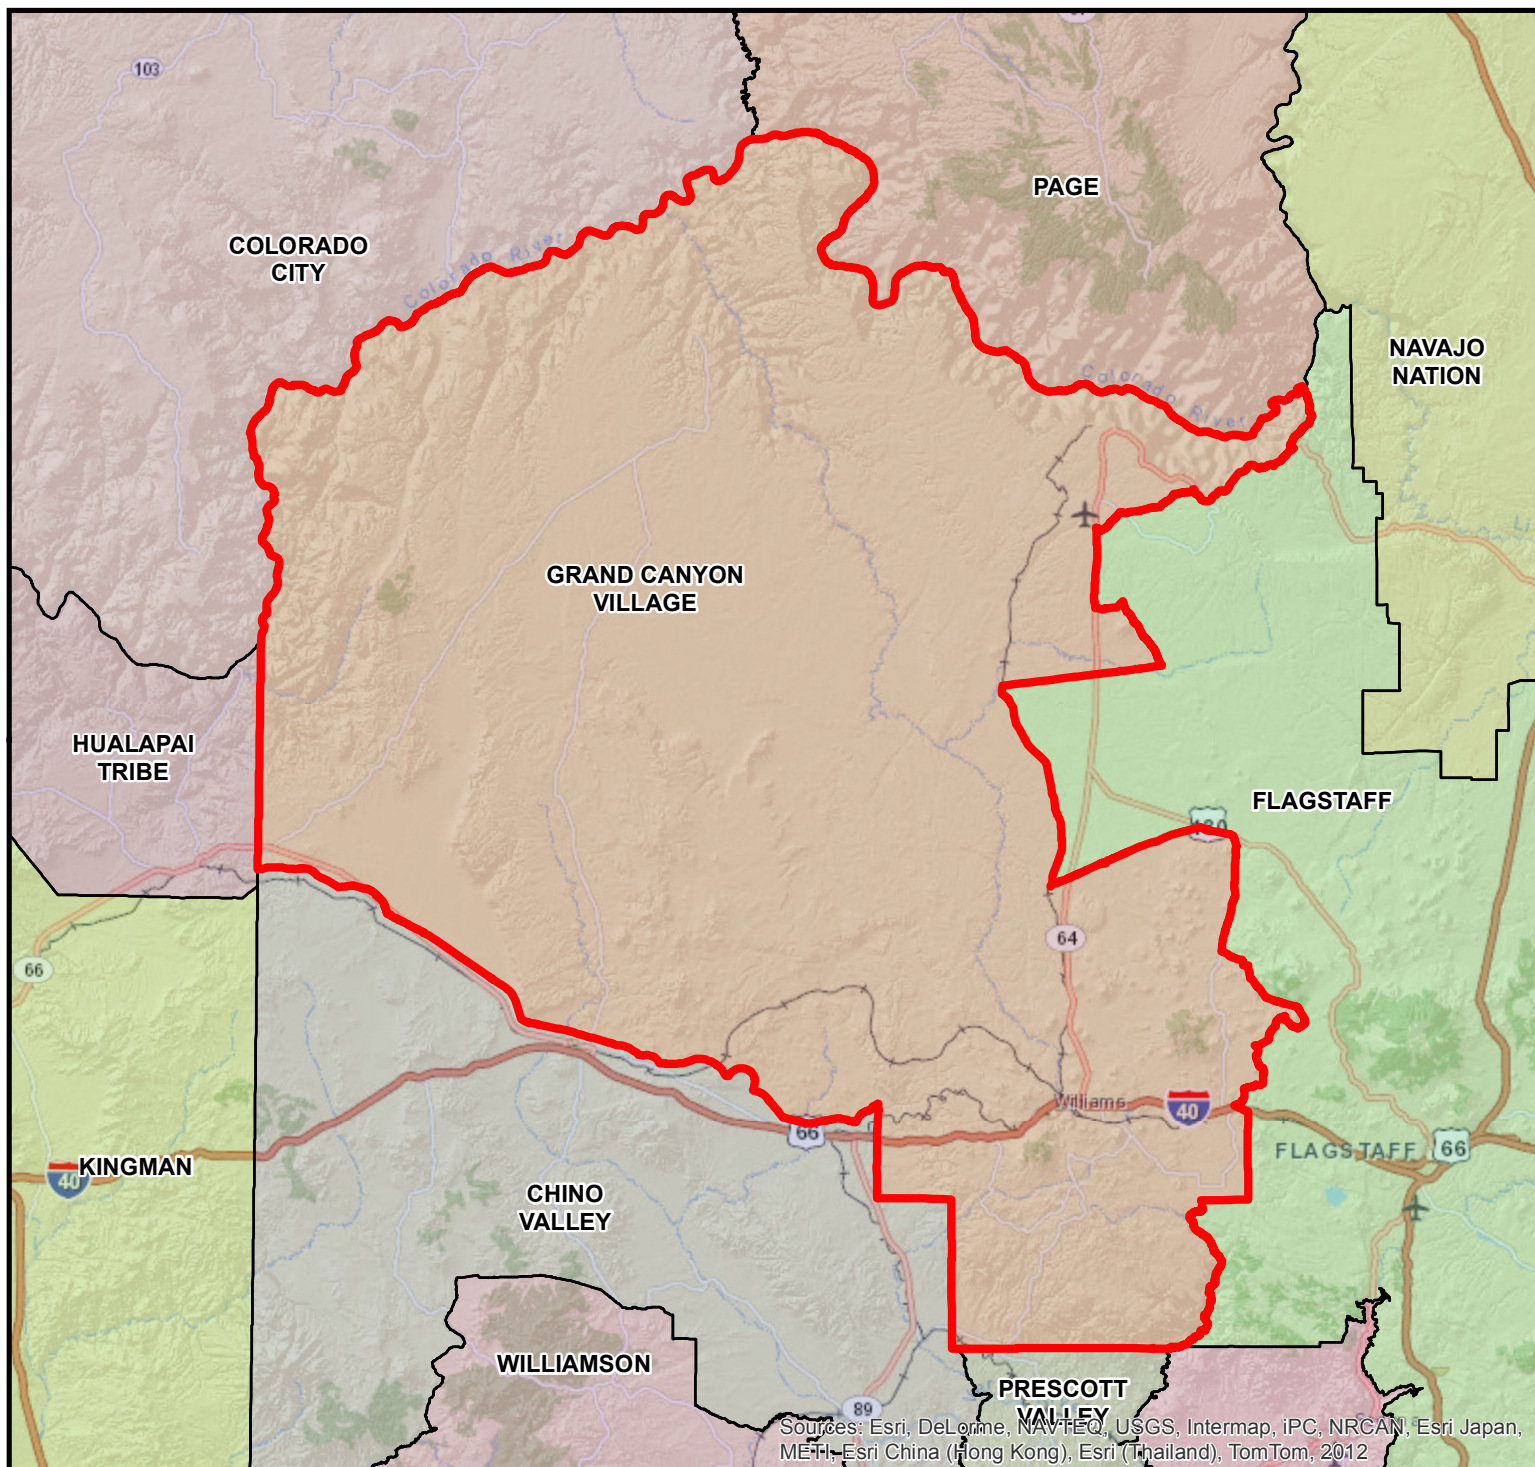 103
PAGE
COLORADO
CITY
Colorado River
NAVAJO
NATION
Colorado River
GRAND CANYON
VILLAGE
HUALAPAI
TRIBE
FLAGSTAFF
180
64
66
Williams
40
66
FLAGSTAFF
66
KINGMAN
40
CHINO
VALLEY
WILLIAMSON
PRESCOTT
VALLEY
89
Sources: Esri, DeLorme, NAVTEQ, USGS, Intermap, iPC, NRCAN, Esri Japan,
METI, Esri China (Hong Kong), Esri (Thailand), TomTom, 2012